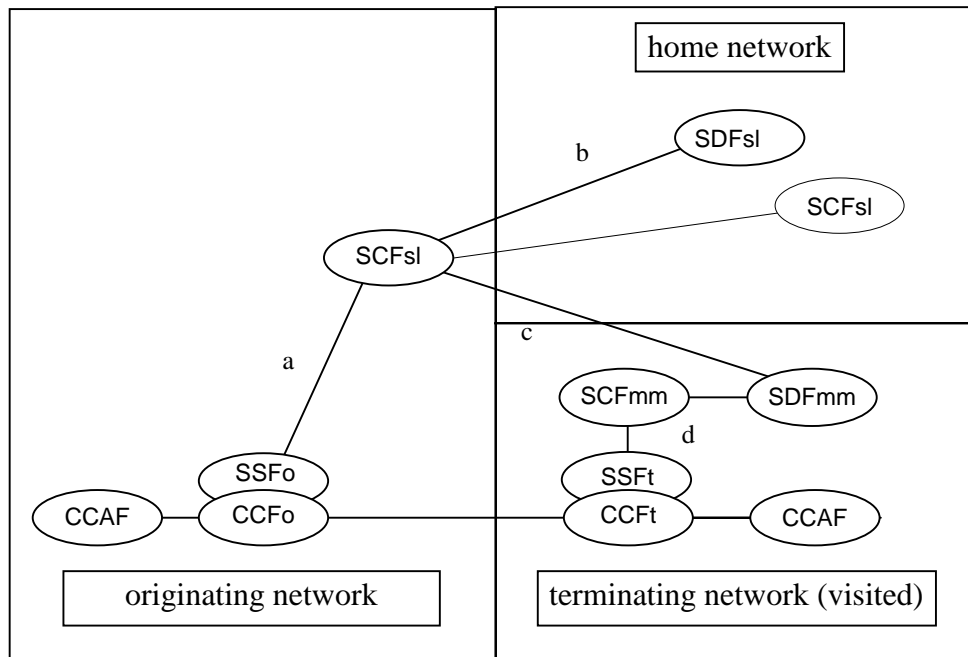 home network
SDFsl
b
SCFsl
SCFsl
c
a
SCFmm
SDFmm
d
SSFo
SSFt
CCAF
CCFo
CCFt
CCAF
originating network
terminating network (visited)